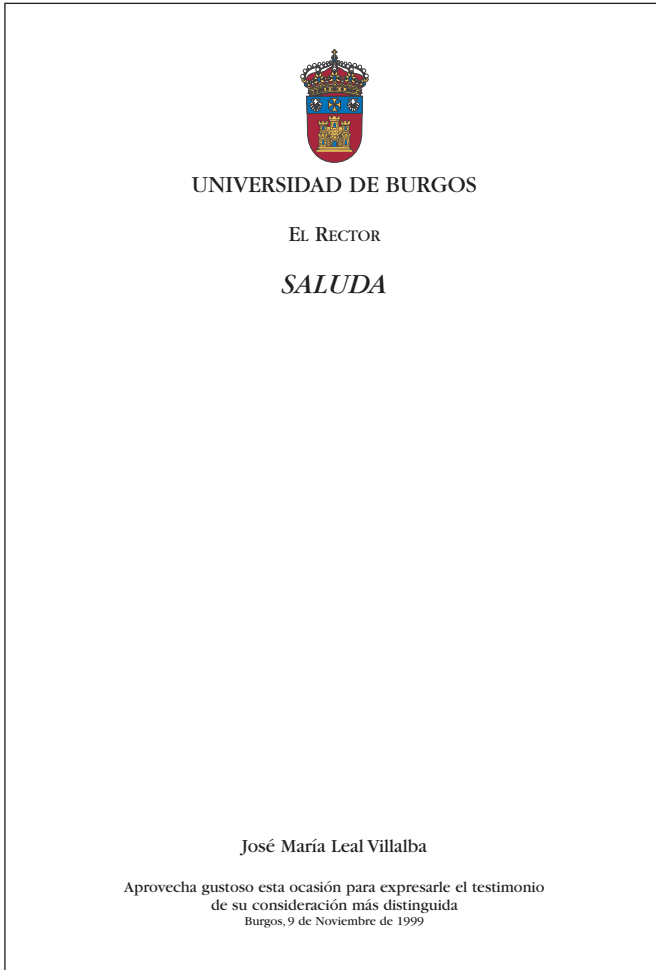 UNIVERSIDAD DE BURGOS
EL RECTOR
SALUDA
José María Leal Villalba
Aprovecha gustoso esta ocasión para expresarle el testimonio
de su consideración más distinguida
Burgos, 9 de Noviembre de 1999